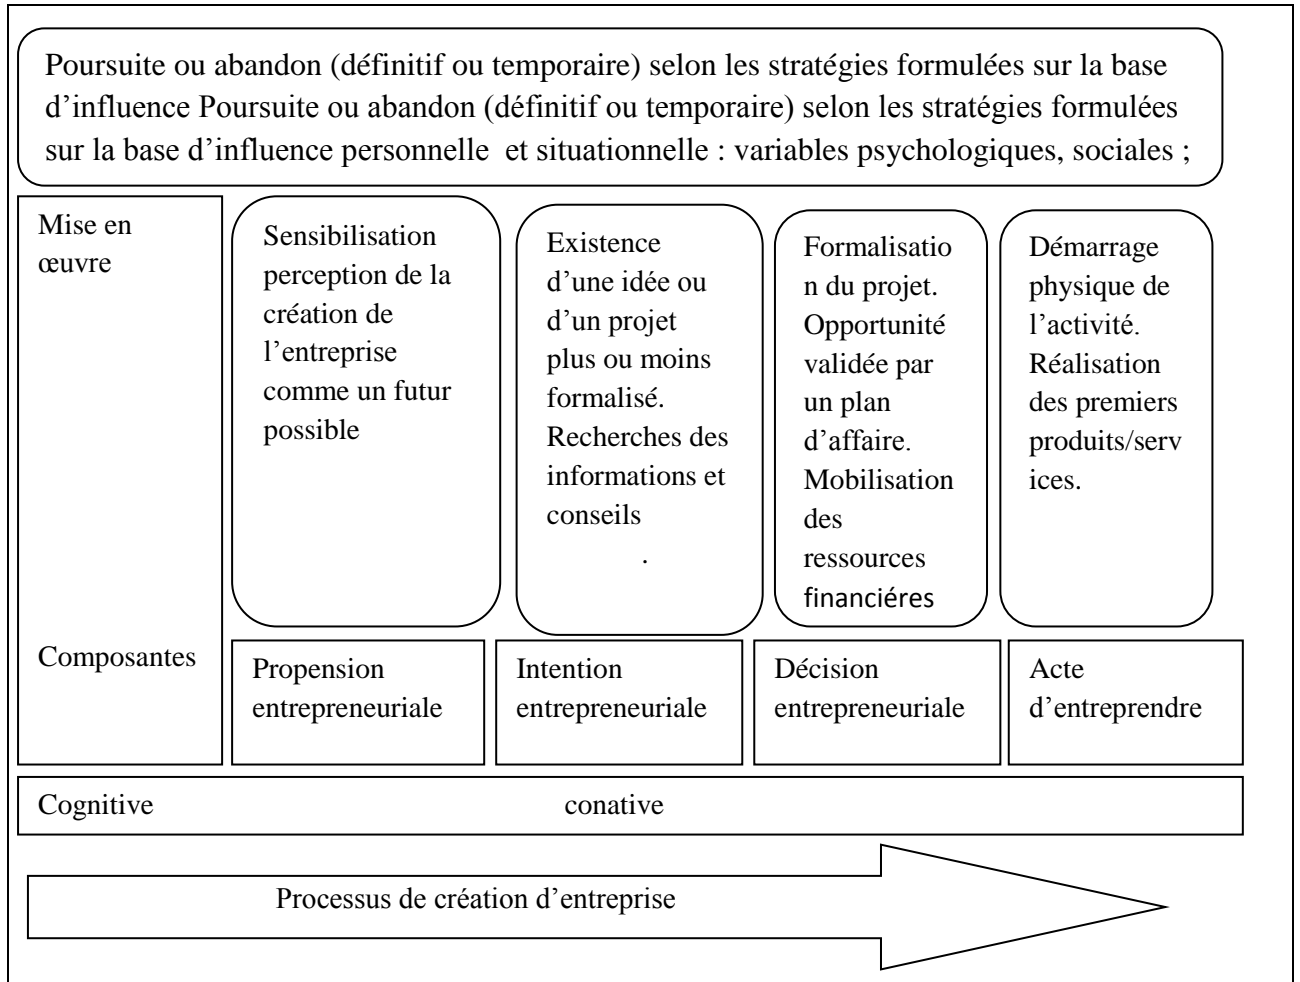 Poursuite ou abandon (définitif ou temporaire) selon les stratégies formulées sur la base
d’influence Poursuite ou abandon (définitif ou temporaire) selon les stratégies formulées
sur la base d’influence personnelle et situationnelle : variables psychologiques, sociales ;
Mise en
œuvre
Sensibilisation
perception de la
création de
l’entreprise
comme un futur
possible
Existence
d’une idée ou
d’un projet
plus ou moins
formalisé.
Recherches des
informations et
conseils
.
Formalisatio
n du projet.
Opportunité
validée par
un plan
d’affaire.
Mobilisation
des
ressources
financiéres
Démarrage
physique de
l’activité.
Réalisation
des premiers
produits/serv
ices.
Composantes
Propension
entrepreneuriale
Intention
entrepreneuriale
Décision
entrepreneuriale
Acte
d’entreprendre
Cognitive conative
Processus de création d’entreprise